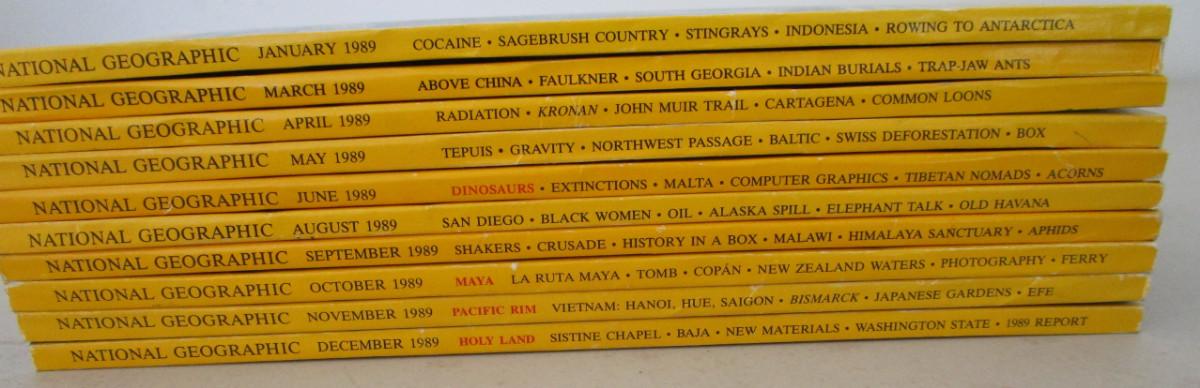 NATIONAL GEOGRAPHIC JANUARY 1989 COCAINE • SAGEBRUSH COUNTRY • STINGRAYS • INDONESIA • ROWING TO ANTARCTICA
NATIONAL GEOGRAPHIC MARCH 1989 ABOVE CHINA • FAULKNER • SOUTH GEORGIA • INDIAN BURIALS • TRAP-JAW ANTS
NATIONAL GEOGRAPHIC APRIL 1989 RADIATION • KRONAN • JOHN MUIR TRAIL • CARTAGENA • COMMON LOONS
NATIONAL GEOGRAPHIC MAY 1989 TEPUIS • GRAVITY • NORTHWEST PASSAGE • BALTIC • SWISS DEFORESTATION • BOX
NATIONAL GEOGRAPHIC JUNE 1989 DINOSAURS • EXTINCTIONS • MALTA • COMPUTER GRAPHICS • TIBETAN NOMADS • ACORNS
NATIONAL GEOGRAPHIC AUGUST 1989 SAN DIEGO • BLACK WOMEN • OIL • ALASKA SPILL • ELEPHANT TALK • OLD HAVANA
NATIONAL GEOGRAPHIC SEPTEMBER 1989 SHAKERS • CRUSADE • HISTORY IN A BOX • MALAWI • HIMALAYA SANCTUARY • APHIDS
NATIONAL GEOGRAPHIC OCTOBER 1989 MAYA LA RUTA MAYA • TOMB • COPÁN • NEW ZEALAND WATERS • PHOTOGRAPHY • FERRY
NATIONAL GEOGRAPHIC NOVEMBER 1989 PACIFIC RIM VIETNAM: HANOI, HUE, SAIGON • BISMARCK • JAPANESE GARDENS • EFE
NATIONAL GEOGRAPHIC DECEMBER 1989 HOLY LAND SISTINE CHAPEL • BAJA • NEW MATERIALS • WASHINGTON STATE • 1989 REPORT